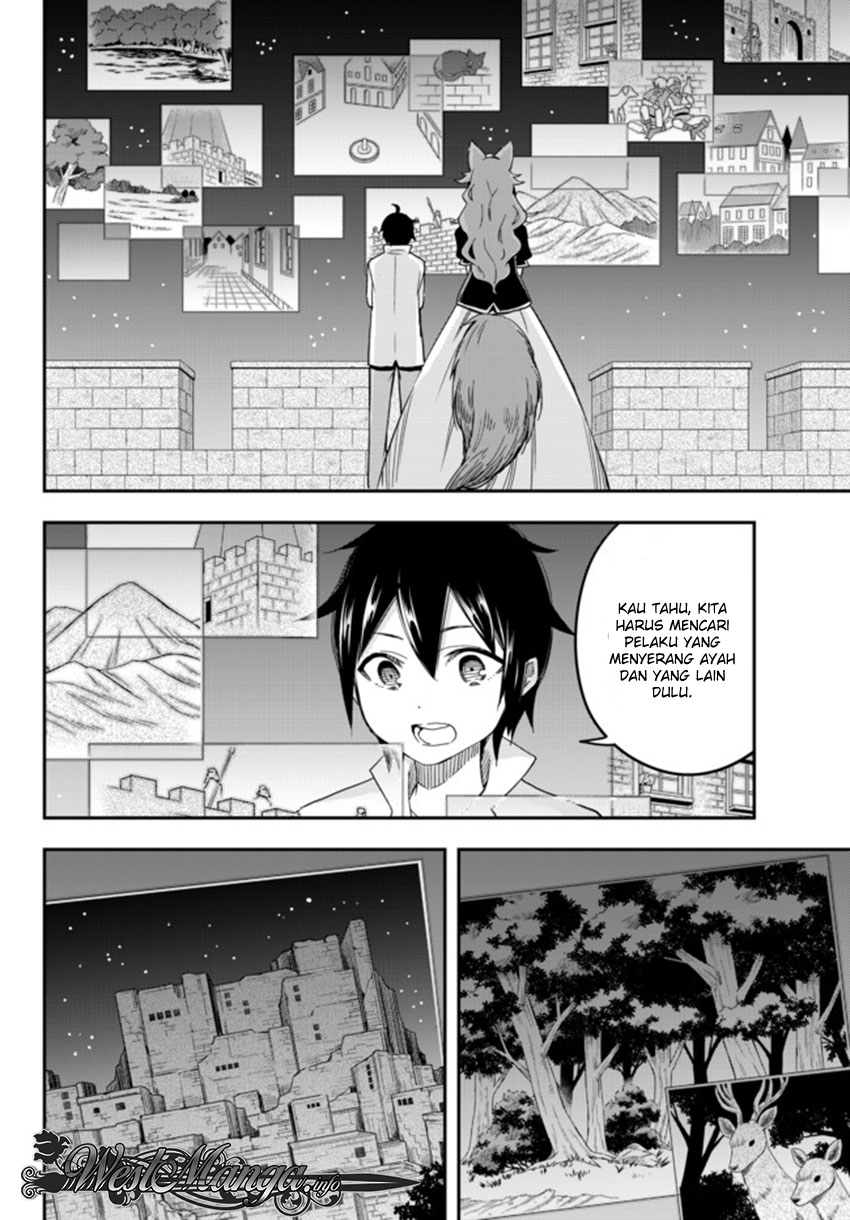 KAU TAHU, KITA
HARUS MENCARI
PELAKU YANG
MENYERANG AYAH
DAN YANG LAIN
DULU.
WestManga.info